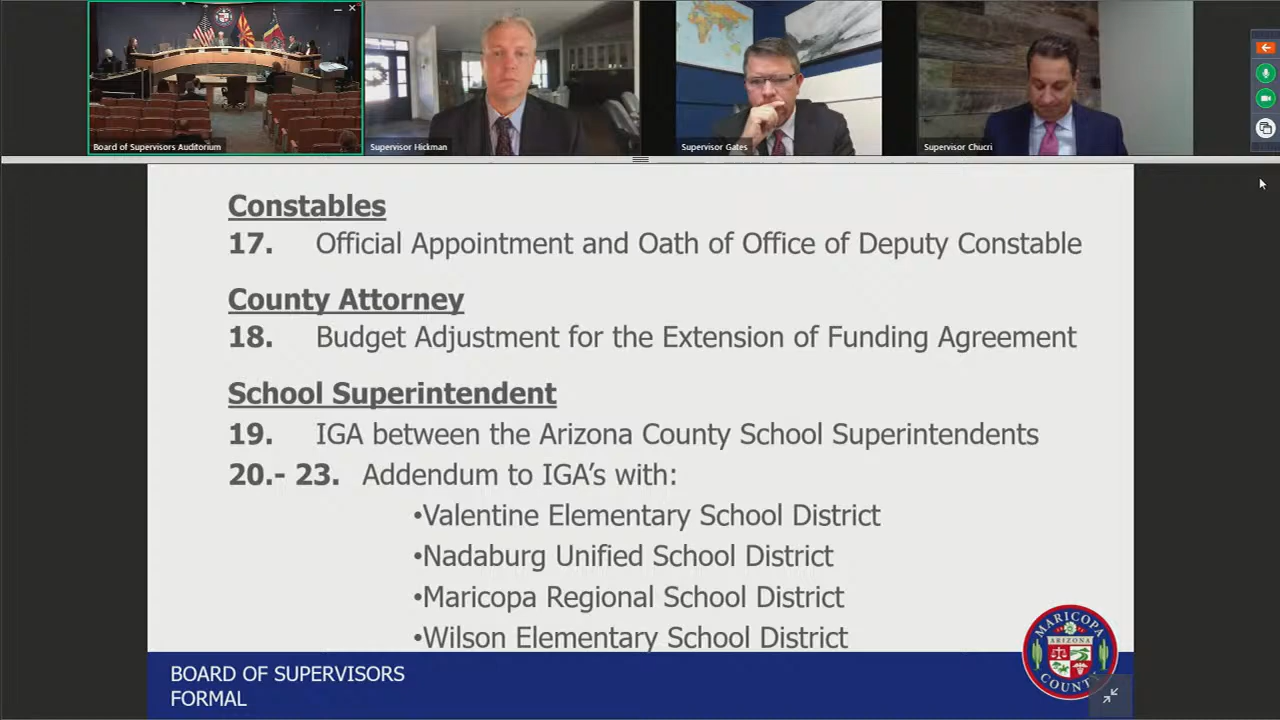 Board of Supervisors Auditorium
Supervisor Hickman
Supervisor Gates
Supervisor Chucri
Constables
17. Official Appointment and Oath of Office of Deputy Constable
County Attorney
18. Budget Adjustment for the Extension of Funding Agreement
School Superintendent
19. IGA between the Arizona County School Superintendents
20.- 23. Addendum to IGA's with:
•Valentine Elementary School District
•Nadaburg Unified School District
•Maricopa Regional School District
•Wilson Elementary School District
BOARD OF SUPERVISORS
FORMAL
MARICOPA
ARIZONA
COUNTY